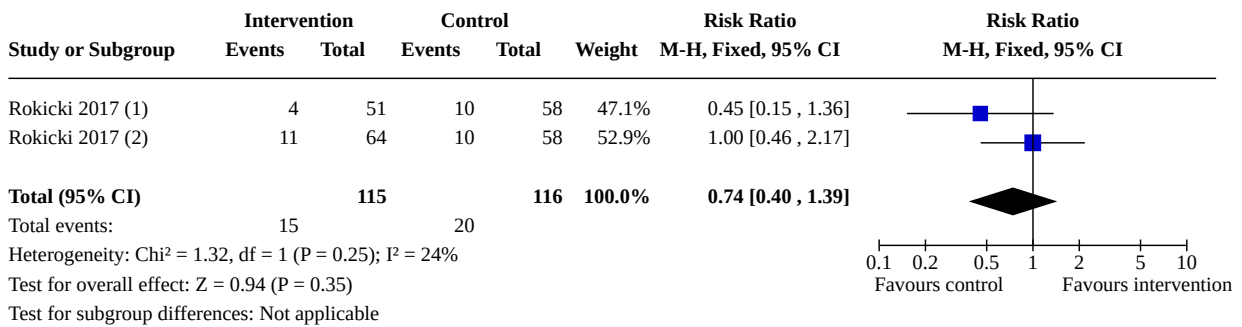 Intervention Control Risk Ratio Risk Ratio
Study or Subgroup Events Total Events Total Weight M-H, Fixed, 95% CI M-H, Fixed, 95% CI
Rokicki 2017 (1) 4 51 10 58 47.1% 0.45 [0.15 , 1.36]
Rokicki 2017 (2) 11 64 10 58 52.9% 1.00 [0.46 , 2.17]
Total (95% CI) 115 116 100.0% 0.74 [0.40 , 1.39]
Total events: 15 20
Heterogeneity: Chi² = 1.32, df = 1 (P = 0.25); I² = 24%
0.1 0.2 0.5 1 2 5 10
Test for overall effect: Z = 0.94 (P = 0.35)
Favours control Favours intervention
Test for subgroup differences: Not applicable